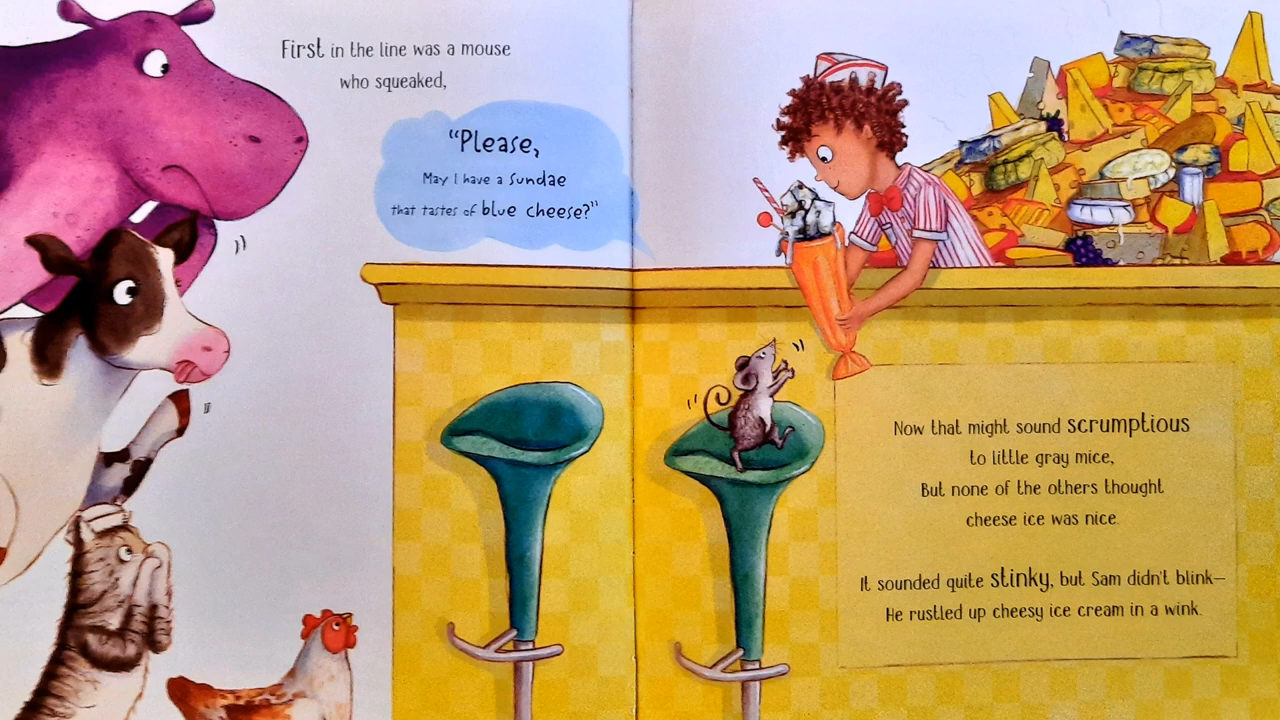 First in the line was a mouse
who squeaked,
“Please,
May I have a sundae
that tastes of blue cheese?”
Now that might sound scrumptious
to little gray mice,
But none of the others thought
cheese ice was nice.
It sounded quite stinky, but Sam didn't blink—
He rustled up cheesy ice cream in a wink.